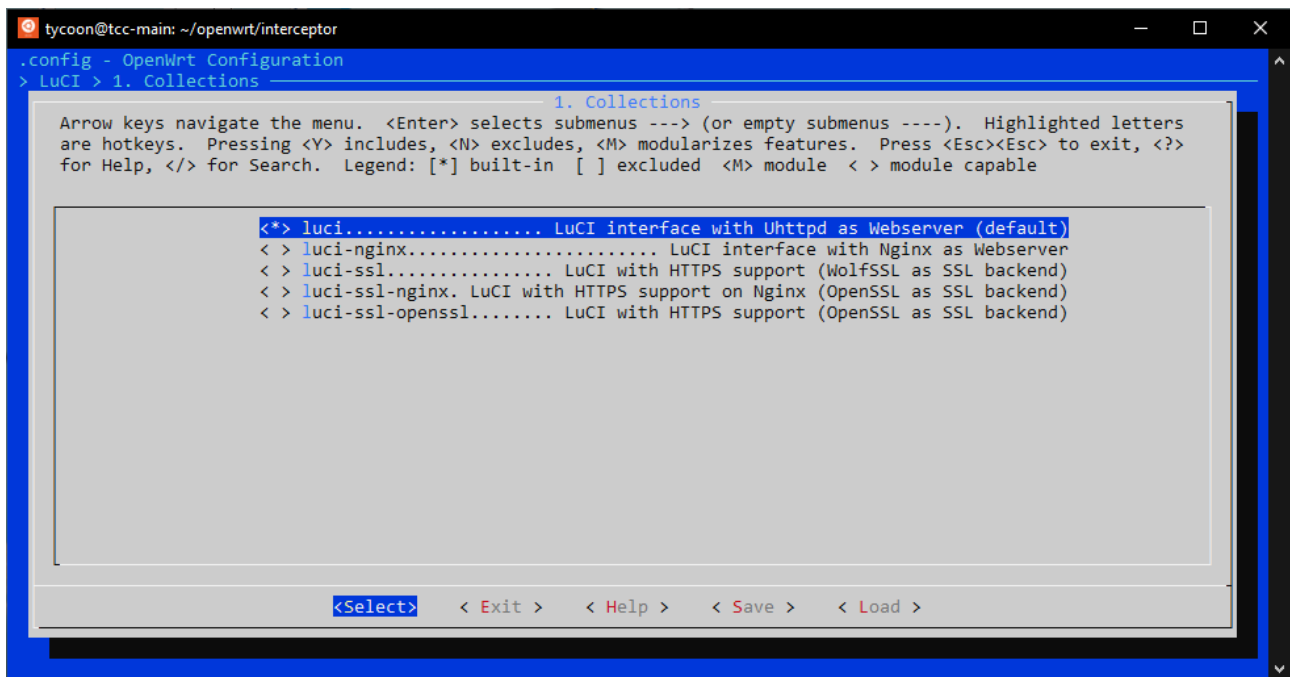 tycoon@tcc-main: ~/openwrt/interceptor
.config - OpenWrt Configuration
> LuCI > 1. Collections
1. Collections
Arrow keys navigate the menu.  <Enter> selects submenus ---> (or empty submenus ----).  Highlighted letters
are hotkeys.  Pressing <Y> includes, <N> excludes, <M> modularizes features.  Press <Esc><Esc> to exit, <?>
for Help, </> for Search.  Legend: [*] built-in  [ ] excluded  <M> module  < > module capable
<*> luci................... LuCI interface with Uhttpd as Webserver (default)
< > luci-nginx........................ LuCI interface with Nginx as Webserver
< > luci-ssl................ LuCI with HTTPS support (WolfSSL as SSL backend)
< > luci-ssl-nginx. LuCI with HTTPS support on Nginx (OpenSSL as SSL backend)
< > luci-ssl-openssl........ LuCI with HTTPS support (OpenSSL as SSL backend)
<Select>    < Exit >    < Help >    < Save >    < Load >